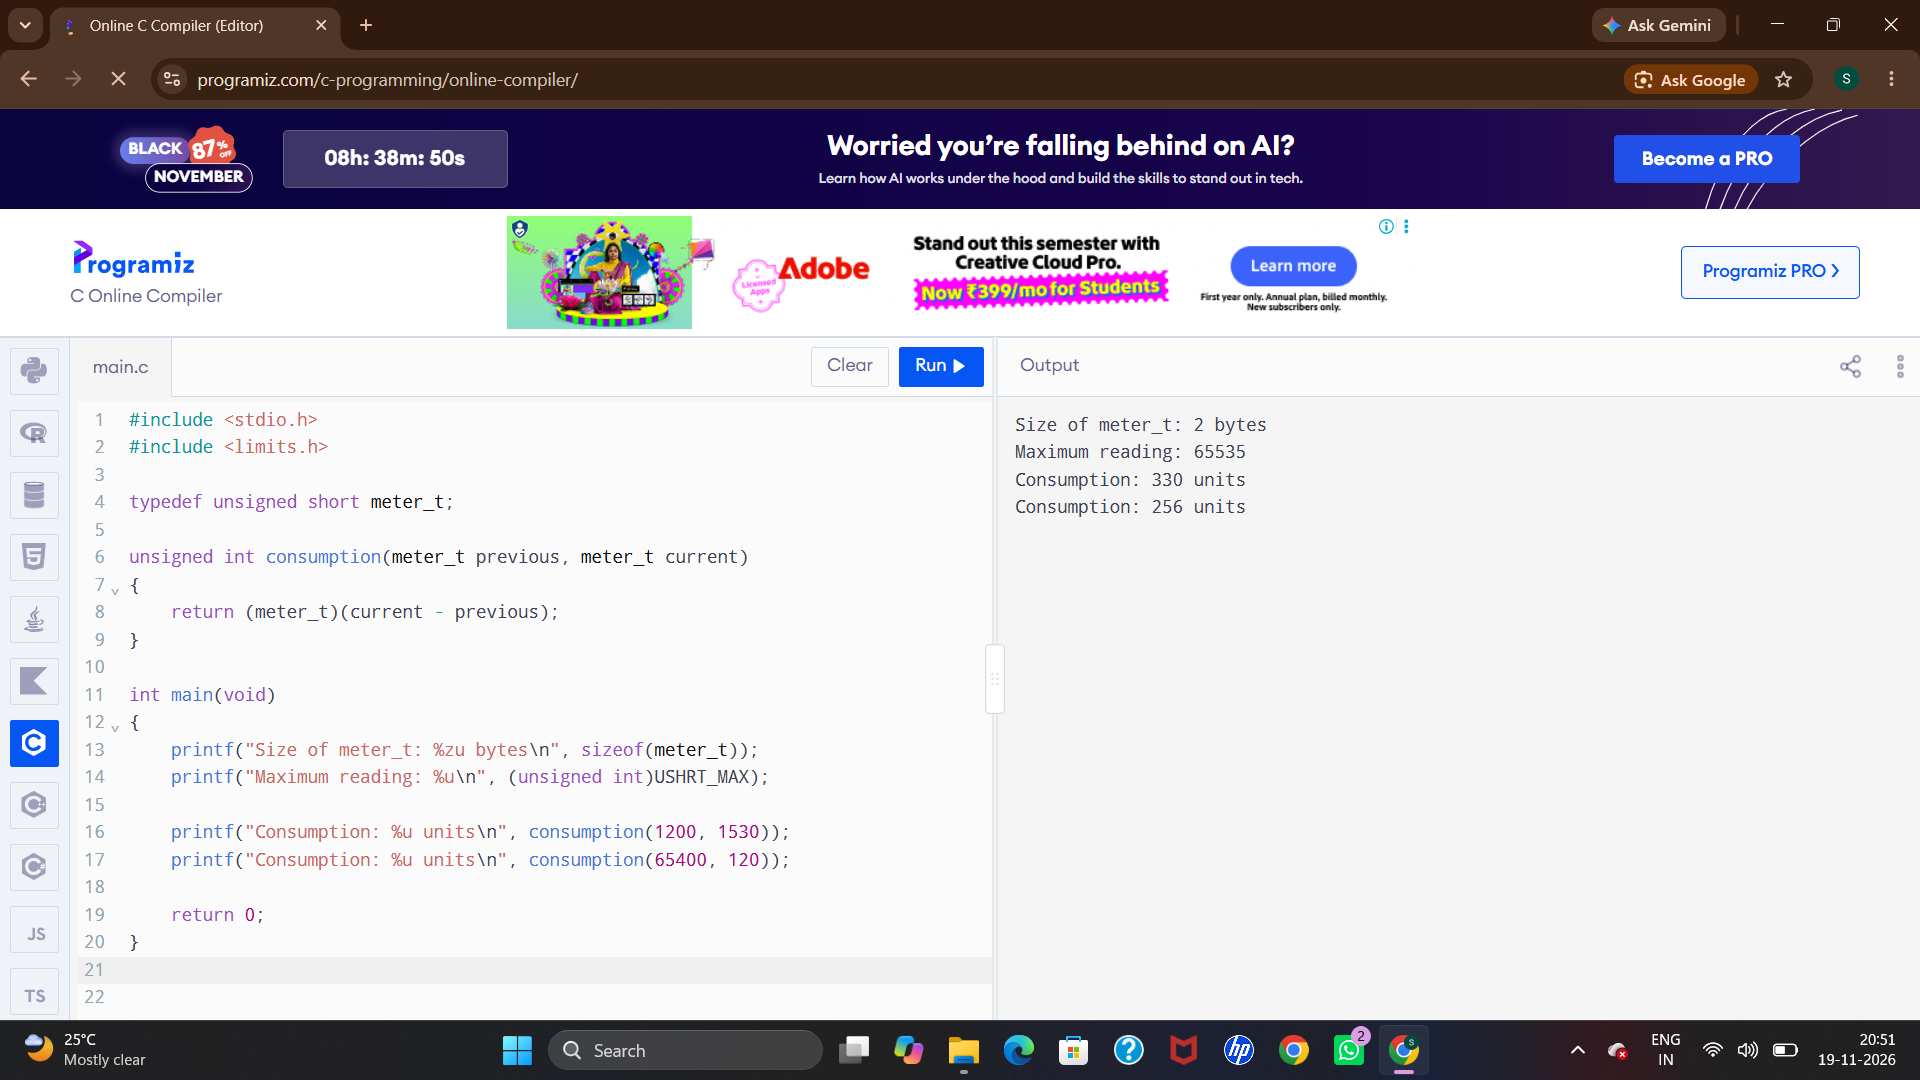 Online C Compiler (Editor)
Ask Gemini
programiz.com/c-programming/online-compiler/
Ask Google
S
BLACK
87% OFF
NOVEMBER
08h: 38m: 50s
Worried you're falling behind on AI?
Learn how AI works under the hood and build the skills to stand out in tech.
Become a PRO
Programiz
C Online Compiler
Licensed Apps
Adobe
Stand out this semester with
Creative Cloud Pro.
Now ₹399/mo for Students
Learn more
First year only. Annual plan, billed monthly.
New subscribers only.
Programiz PRO
main.c
Clear
Run
Output
1 #include <stdio.h>
2 #include <limits.h>
3
4 typedef unsigned short meter_t;
5
6 unsigned int consumption(meter_t previous, meter_t current)
7 {
8     return (meter_t)(current - previous);
9 }
10
11 int main(void)
12 {
13     printf("Size of meter_t: %zu bytes\n", sizeof(meter_t));
14     printf("Maximum reading: %u\n", (unsigned int)USHRT_MAX);
15
16     printf("Consumption: %u units\n", consumption(1200, 1530));
17     printf("Consumption: %u units\n", consumption(65400, 120));
18
19     return 0;
20 }
21
22
Size of meter_t: 2 bytes
Maximum reading: 65535
Consumption: 330 units
Consumption: 256 units
R
5
C
JS
TS
25°C
Mostly clear
Search
hp
2
S
ENG
IN
20:51
19-11-2026